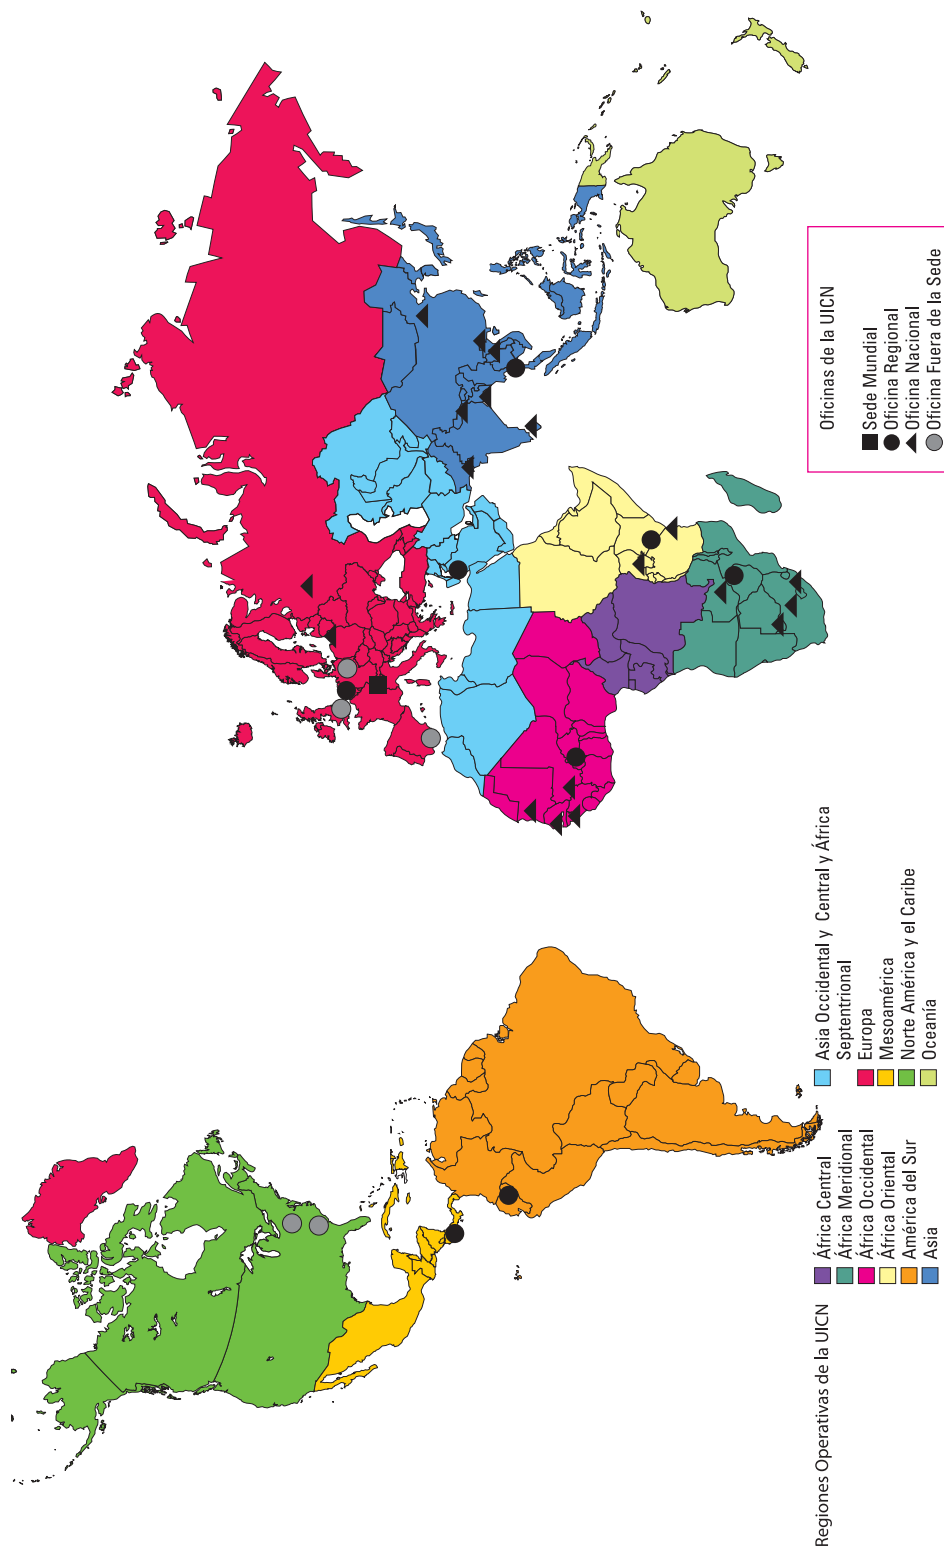 Regiones Operativas de la UICN
África Central
África Meridional
África Occidental
África Oriental
América del Sur
Asia
Asia Occidental y Central y África
Septentrional
Europa
Mesoamérica
Norte América y el Caribe
Oceanía
Oficinas de la UICN
Sede Mundial
Oficina Regional
Oficina Nacional
Oficina Fuera de la Sede